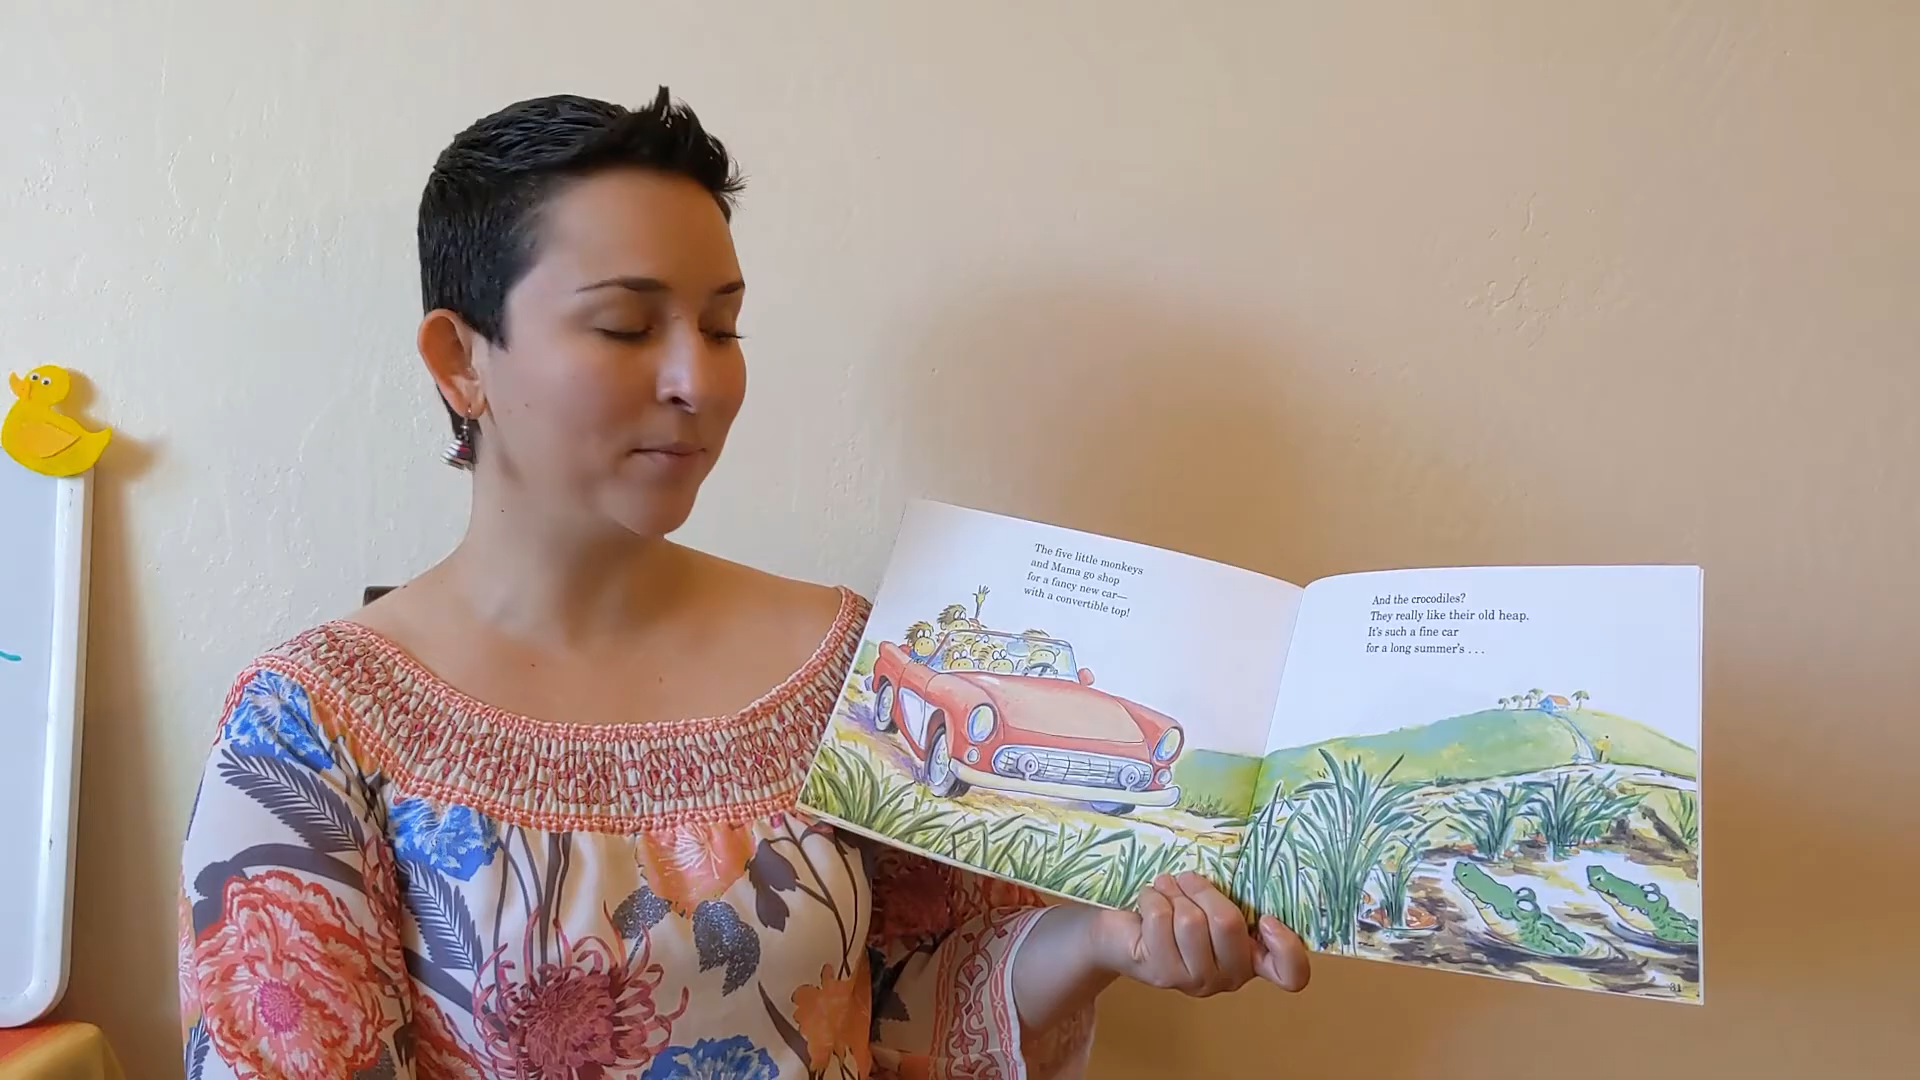 The five little monkeys
and Mama go shop
for a fancy new car—
with a convertible top!
And the crocodiles?
They really like their old heap.
It's such a fine car
for a long summer's . . .
31